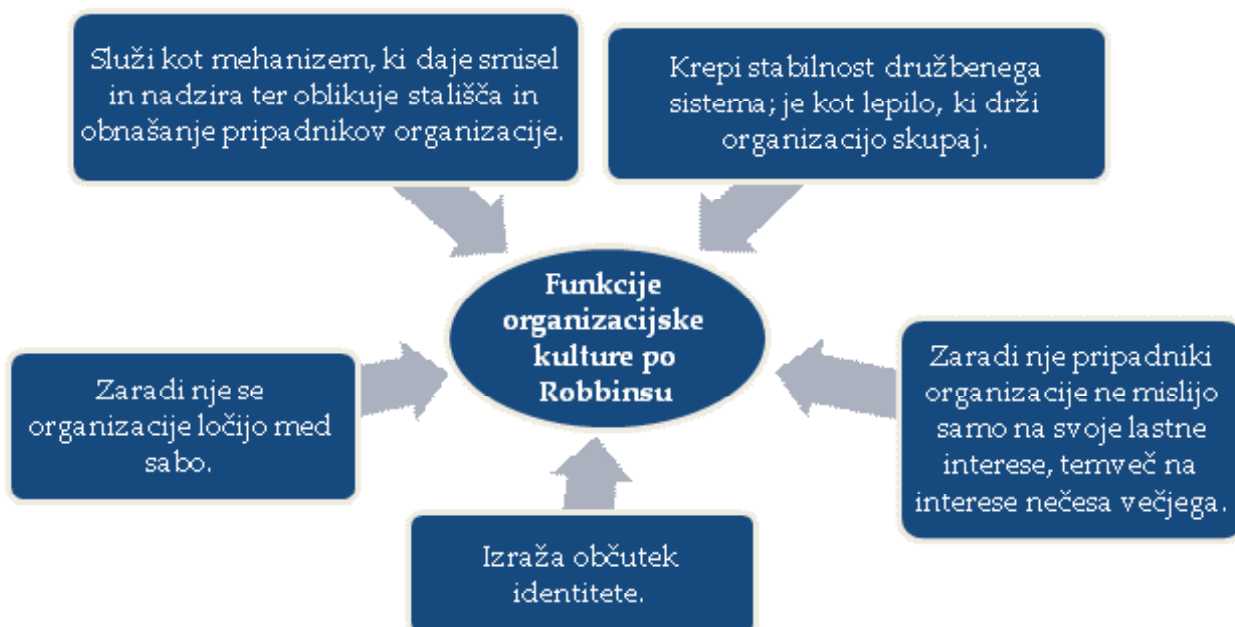 Služi kot mehanizem, ki daje smisel
in nadzira ter oblikuje stališča in
obnašanje pripadnikov organizacije.
Krepi stabilnost družbenega
sistema; je kot lepilo, ki drži
organizacijo skupaj.
Funkcije
organizacijske
kulture po
Robbinsu
Zaradi nje se
organizacije ločijo med
sabo.
Zaradi nje pripadniki
organizacije ne mislijo
samo na svoje lastne
interese, temveč na
interese nečesa večjega.
Izraža občutek
identitete.